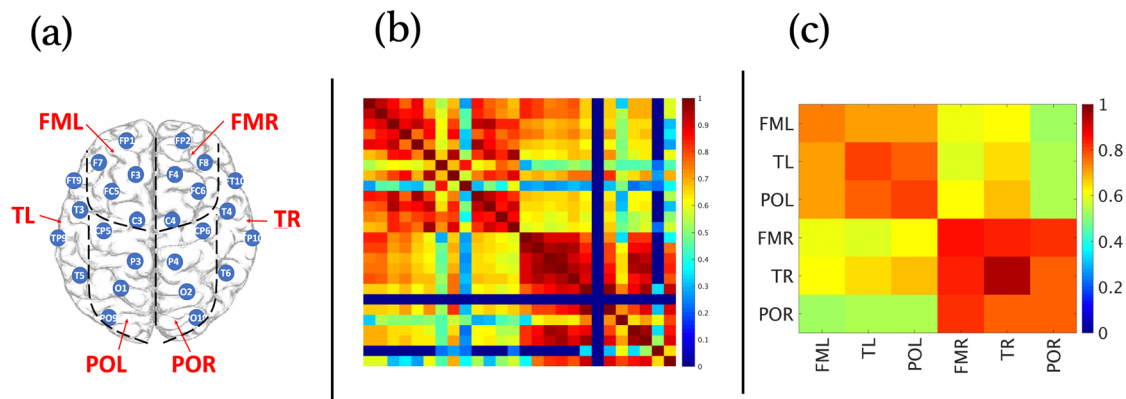 (a)
(b)
(c)
FML
FMR
FP1
FP2
F7
F3
F4
F8
FT9
FT10
FC5
FC6
T3
T4
TL
TR
C3
C4
TP9
CP5
CP6
TP10
P3
P4
T5
T6
O1
O2
PO9
O10
POL
POR
1
0.9
0.8
0.7
0.6
0.5
0.4
0.3
0.2
0.1
0
FML
TL
POL
FMR
TR
POR
FML
TL
POL
FMR
TR
POR
1
0.8
0.6
0.4
0.2
0